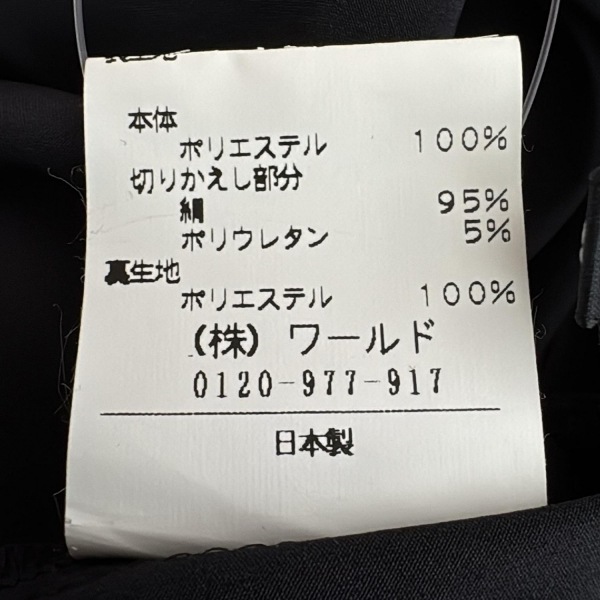 本体
ポリエステル 100%
切りかえし部分
絹 95%
ポリウレタン 5%
裏生地
ポリエステル 100%
(株) ワールド
0120-977-917
日本製